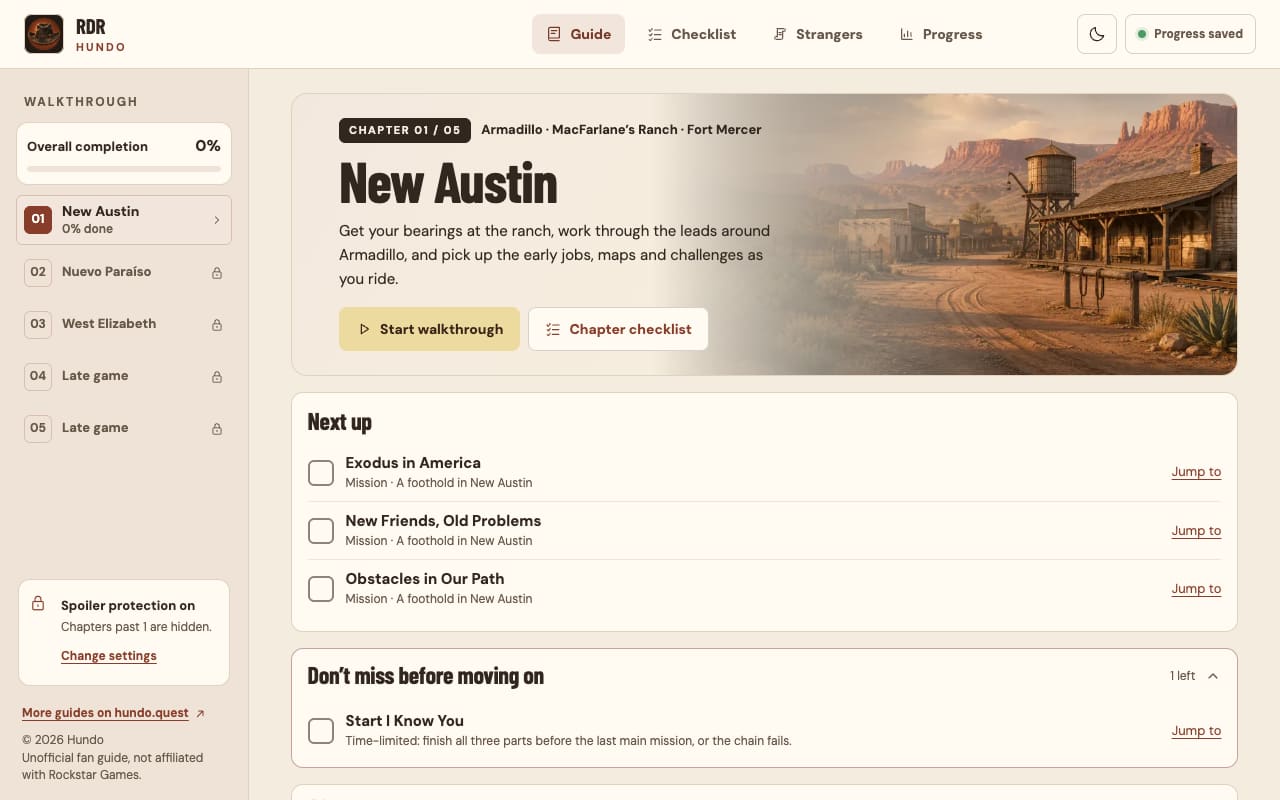 RDR
HUNDO
Guide
Checklist
Strangers
Progress
Progress saved
WALKTHROUGH
Overall completion 0%
01 New Austin
0% done
02 Nuevo Paraíso
03 West Elizabeth
04 Late game
05 Late game
Spoiler protection on
Chapters past 1 are hidden.
Change settings
More guides on hundo.quest ↗
© 2026 Hundo
Unofficial fan guide, not affiliated
with Rockstar Games.
CHAPTER 01 / 05 Armadillo · MacFarlane’s Ranch · Fort Mercer
New Austin
Get your bearings at the ranch, work through the leads around
Armadillo, and pick up the early jobs, maps and challenges as
you ride.
Start walkthrough
Chapter checklist
Next up
Exodus in America
Mission · A foothold in New Austin
Jump to
New Friends, Old Problems
Mission · A foothold in New Austin
Jump to
Obstacles in Our Path
Mission · A foothold in New Austin
Jump to
Don’t miss before moving on
1 left
Start I Know You
Time-limited: finish all three parts before the last main mission, or the chain fails.
Jump to